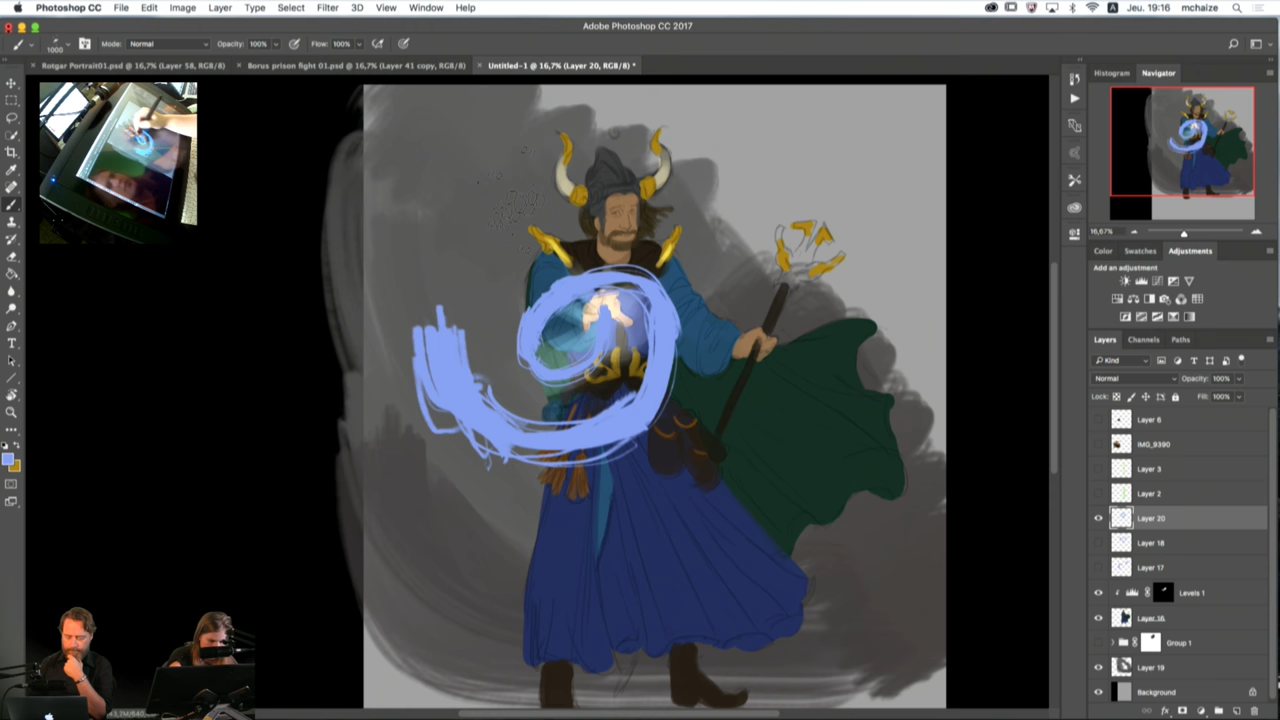 Photoshop CC File Edit Image Layer Type Select Filter 3D View Window Help Jeu. 19:16 mchaize
Adobe Photoshop CC 2017
1000 Mode: Normal Opacity: 100% Flow: 100%
Rotgar Portrait01.psd @ 16,7% (Layer 58, RGB/8) Borus prison fight 01.psd @ 16,7% (Layer 41 copy, RGB/8) Untitled-1 @ 16,7% (Layer 20, RGB/8) *
Histogram Navigator
16,67%
Color Swatches Adjustments
Add an adjustment
Layers Channels Paths
Kind
Normal Opacity: 100%
Lock: Fill: 100%
Layer 6
IMG_9390
Layer 3
Layer 2
Layer 20
Layer 18
Layer 17
Levels 1
Layer 16
Group 1
Layer 19
Background
fx